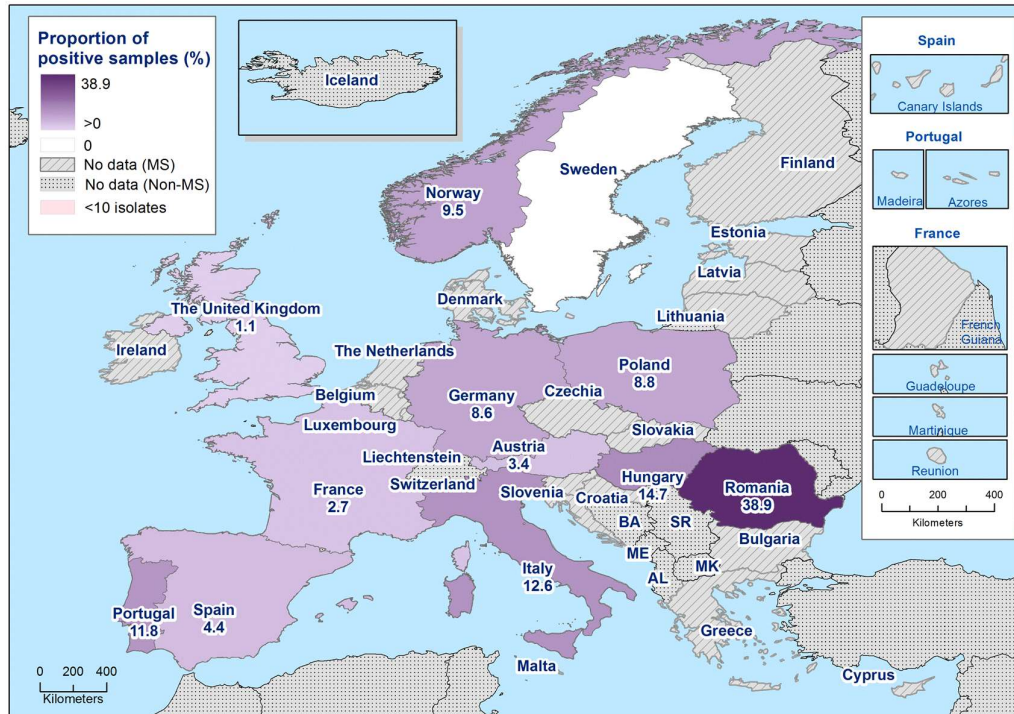 Proportion of
positive samples (%)
38.9
>0
0
No data (MS)
No data (Non-MS)
<10 isolates
Iceland
Spain
Canary Islands
Portugal
Madeira
Azores
France
French
Guiana
Guadeloupe
Martinique
Reunion
0 200 400
Kilometers
Norway
9.5
Sweden
Finland
Estonia
Latvia
Lithuania
Denmark
The United Kingdom
1.1
Ireland
The Netherlands
Belgium
Luxembourg
Germany
8.6
Poland
8.8
Czechia
Slovakia
Austria
3.4
Liechtenstein
Switzerland
France
2.7
Slovenia
Croatia
Hungary
14.7
Romania
38.9
BA
SR
Bulgaria
ME
MK
AL
Italy
12.6
Portugal
11.8
Spain
4.4
Greece
Malta
Cyprus
0 200 400
Kilometers